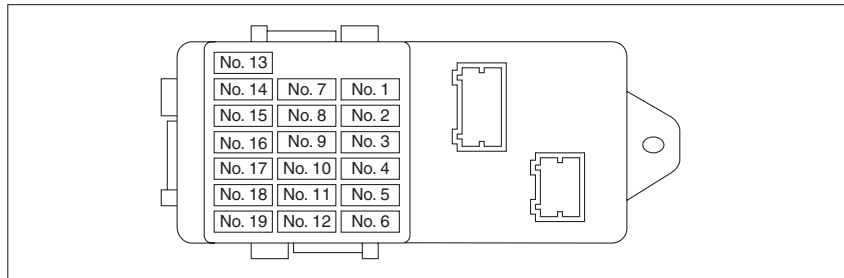 No. 13
No. 14 No. 7 No. 1
No. 15 No. 8 No. 2
No. 16 No. 9 No. 3
No. 17 No. 10 No. 4
No. 18 No. 11 No. 5
No. 19 No. 12 No. 6